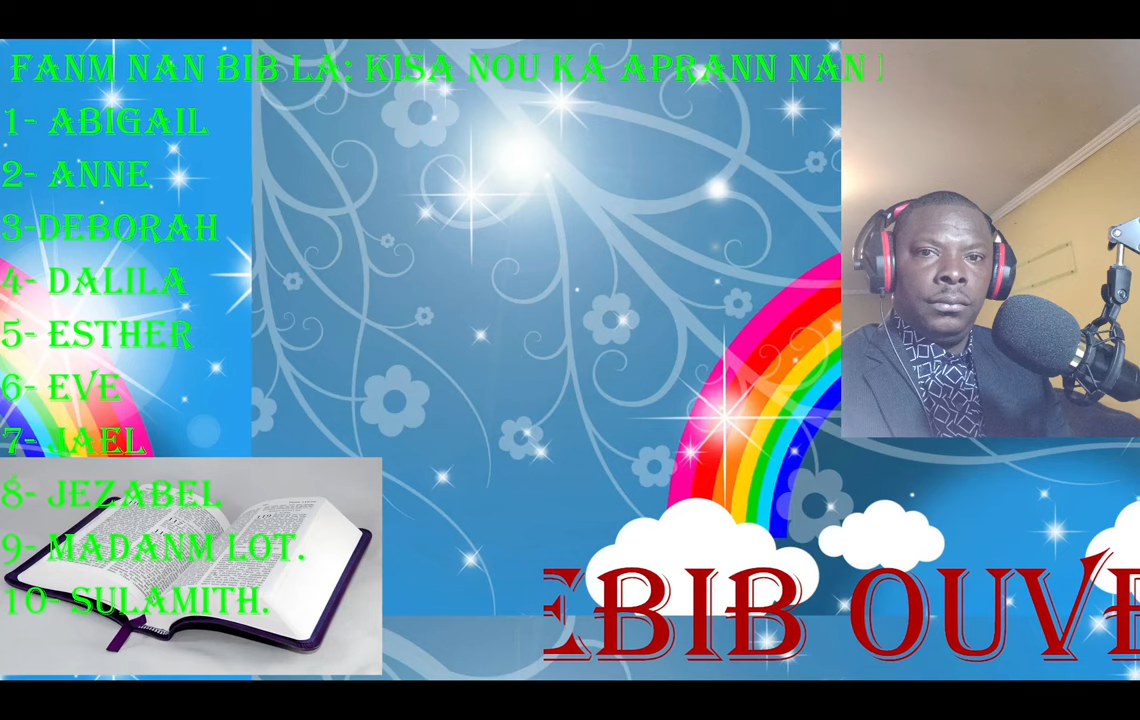 FANM NAN BIB LA: KISA NOU KA APRANN NAN
1- ABIGAIL
2- ANNE.
3-DEBORAH
4- DALILA
5- ESTHER
6- EVE
7- JAEL
8- JEZABEL
9- MADANM LOT.
10- SULAMITH.
EBIB OUVE